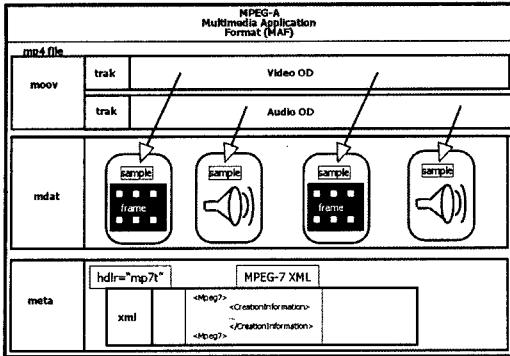 MPEG-A
Multimedia Application
Format (MAF)
mp4 file
moov
trak
Video OD
trak
Audio OD
mdat
sample
frame
sample
sample
frame
sample
meta
hdlr="mp7t"
MPEG-7 XML
xml
<Mpeg7>
<CreationInformation>
</CreationInformation>
<Mpeg7>